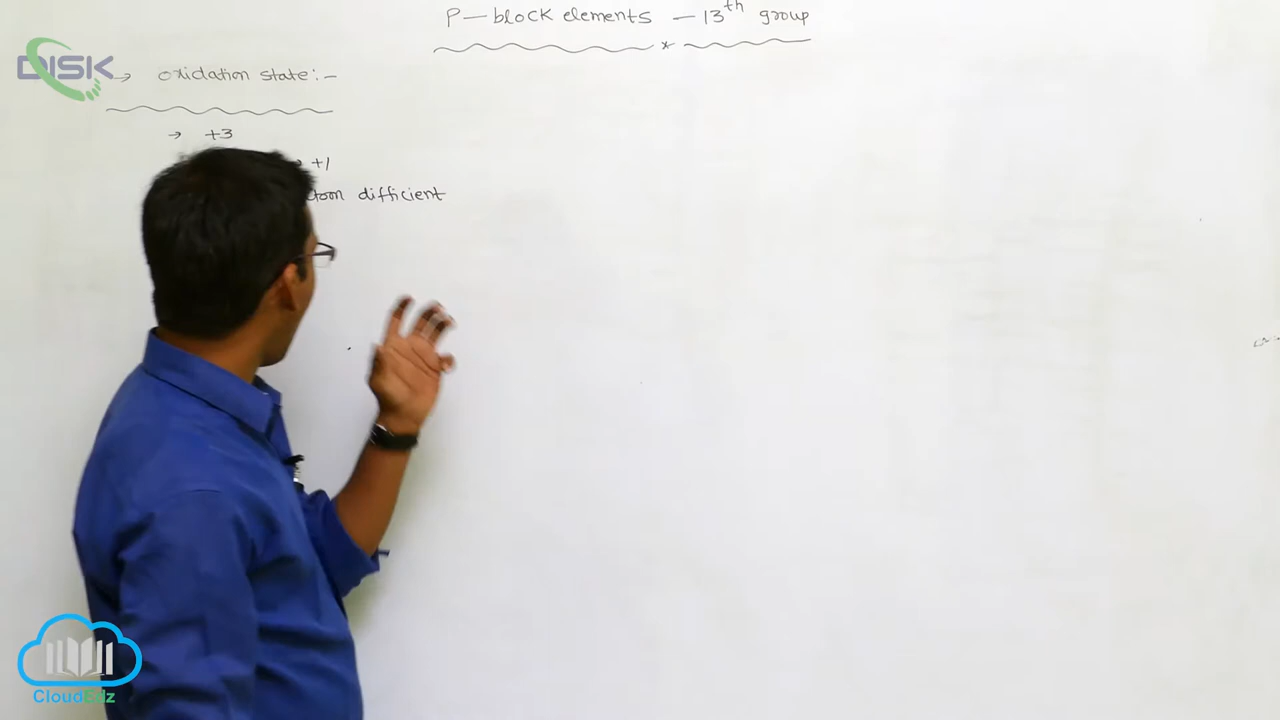 P-block elements - 13th group
DISK
→ oxidation state:-
→ +3
+1
difficient
CloudEdz